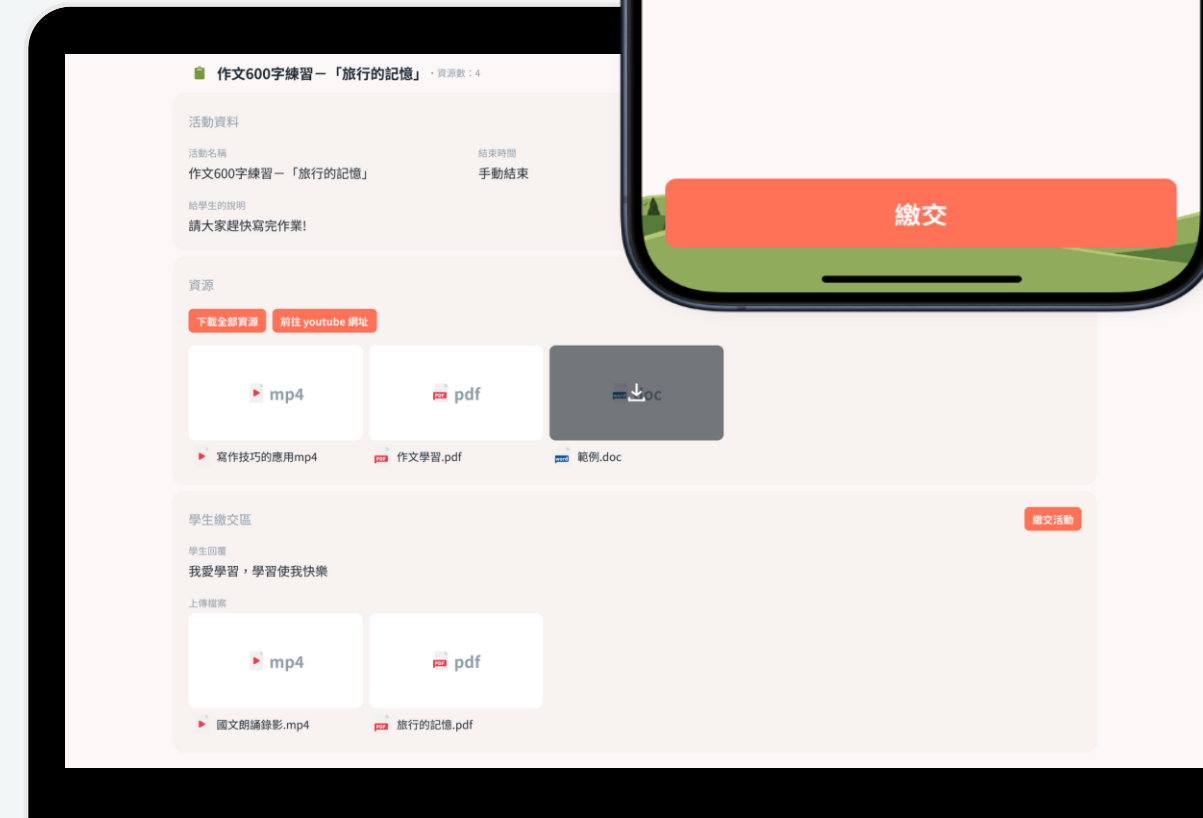 作文600字練習－「旅行的記憶」 ・資源數：4
活動資料
活動名稱
作文600字練習－「旅行的記憶」
結束時間
手動結束
給學生的說明
請大家趕快寫完作業!
繳交
資源
下載全部資源
前往 youtube 網址
mp4
pdf
寫作技巧的應用mp4
作文學習.pdf
範例.doc
學生繳交區
繳交活動
學生回覆
我愛學習，學習使我快樂
上傳檔案
mp4
pdf
國文朗誦錄影.mp4
旅行的記憶.pdf